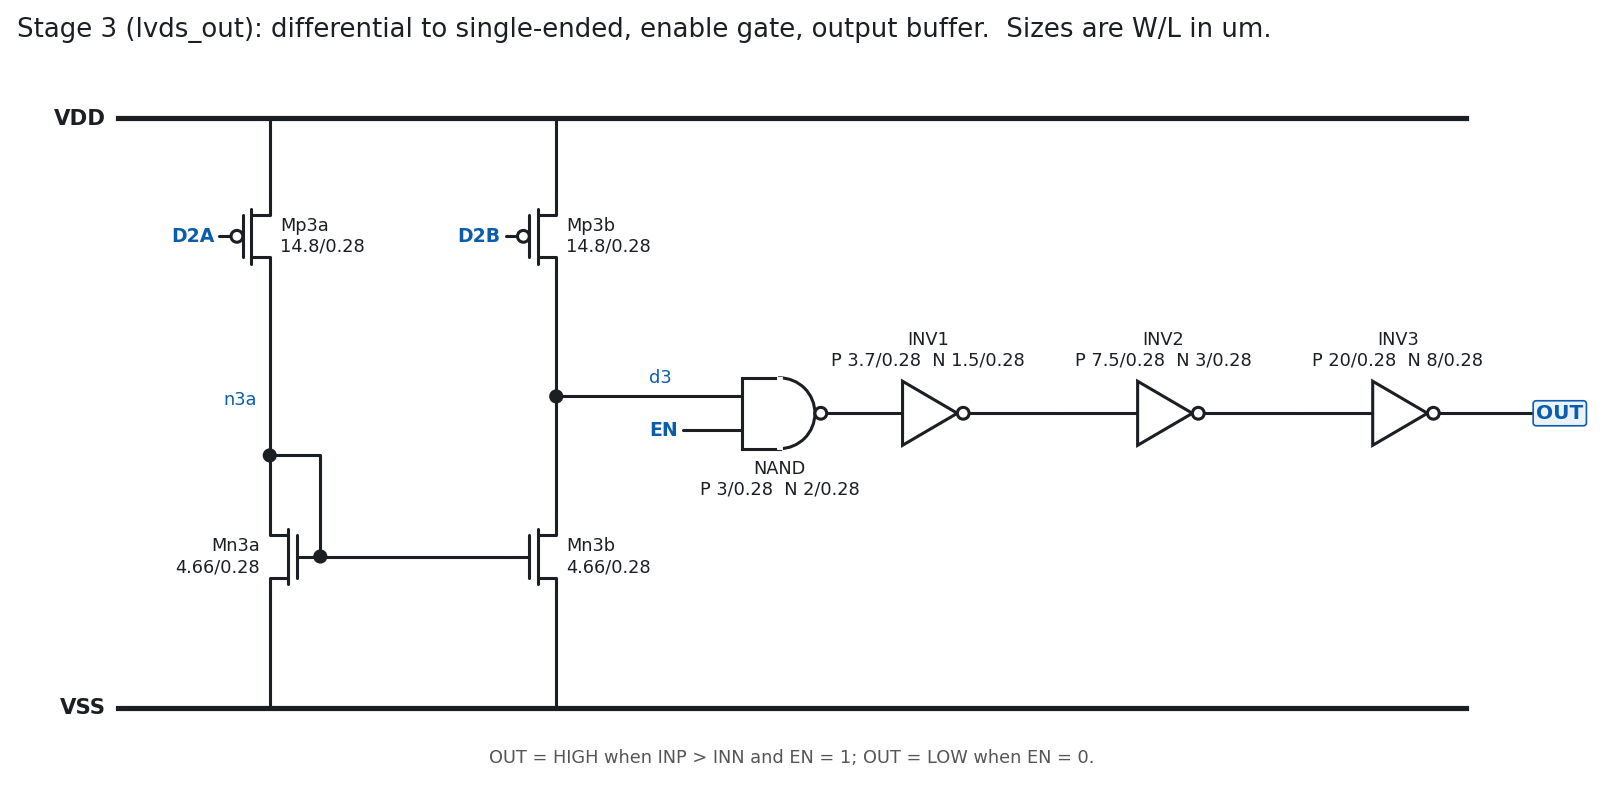 Stage 3 (lvds_out): differential to single-ended, enable gate, output buffer.  Sizes are W/L in um.
VDD
D2A
Mp3a
14.8/0.28
D2B
Mp3b
14.8/0.28
n3a
d3
EN
NAND
P 3/0.28  N 2/0.28
INV1
P 3.7/0.28  N 1.5/0.28
INV2
P 7.5/0.28  N 3/0.28
INV3
P 20/0.28  N 8/0.28
OUT
Mn3a
4.66/0.28
Mn3b
4.66/0.28
VSS
OUT = HIGH when INP > INN and EN = 1; OUT = LOW when EN = 0.